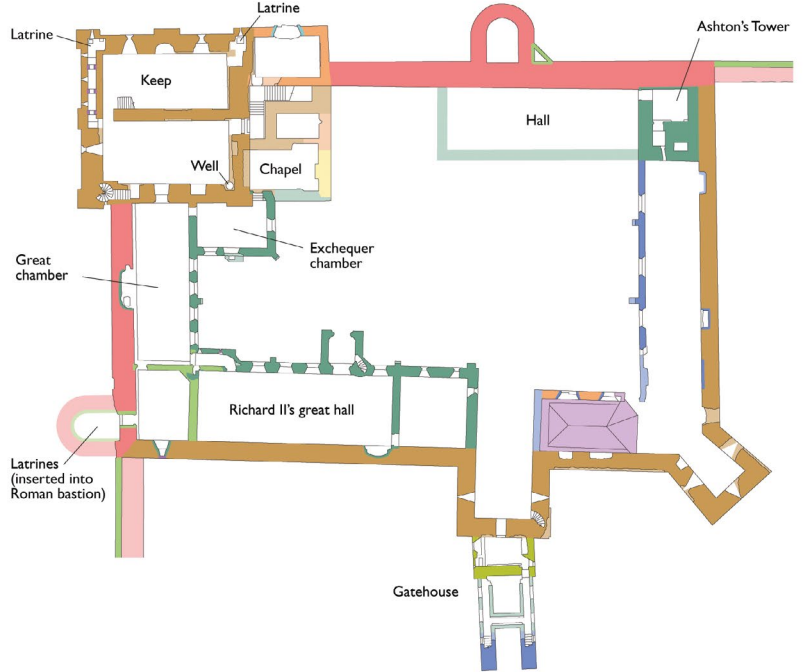 Latrine
Latrine
Ashton's Tower
Keep
Hall
Well
Chapel
Exchequer
chamber
Great
chamber
Richard II's great hall
Latrines
(inserted into
Roman bastion)
Gatehouse